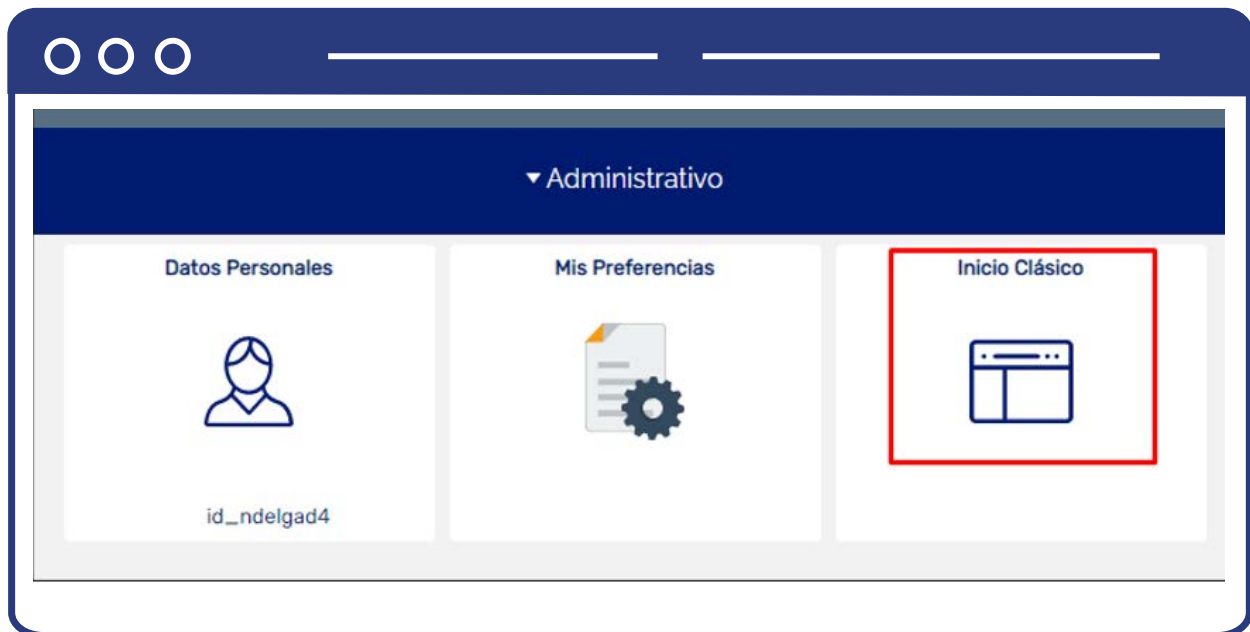 Administrativo
Datos Personales
Mis Preferencias
Inicio Clásico
id_ndelgad4